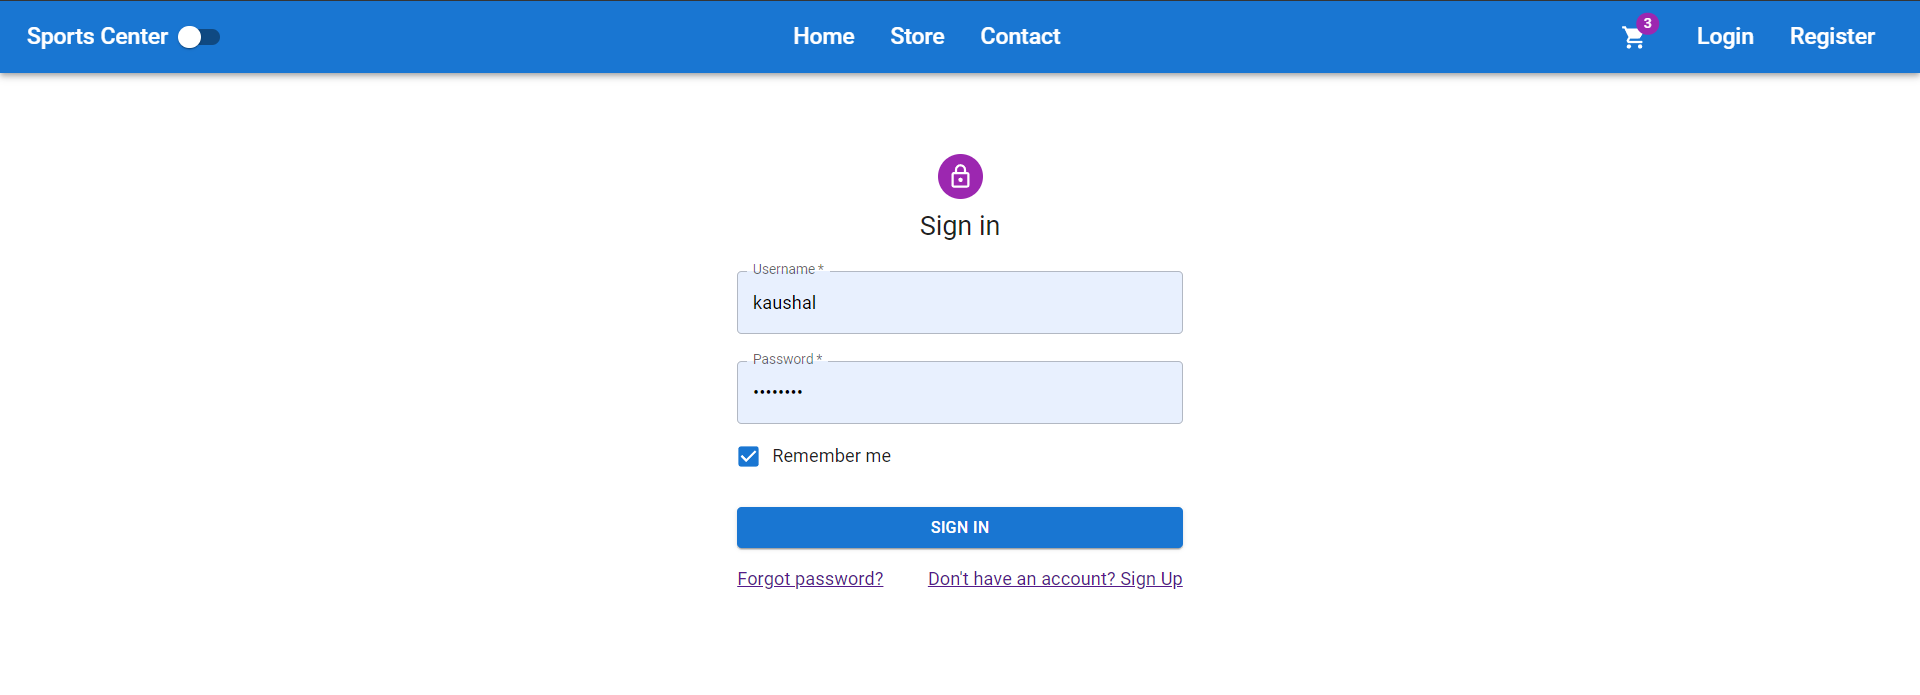 Sports Center Home Store Contact 3 Login Register
Sign in
Username *
kaushal
Password *
••••••••
Remember me
SIGN IN
Forgot password? Don't have an account? Sign Up